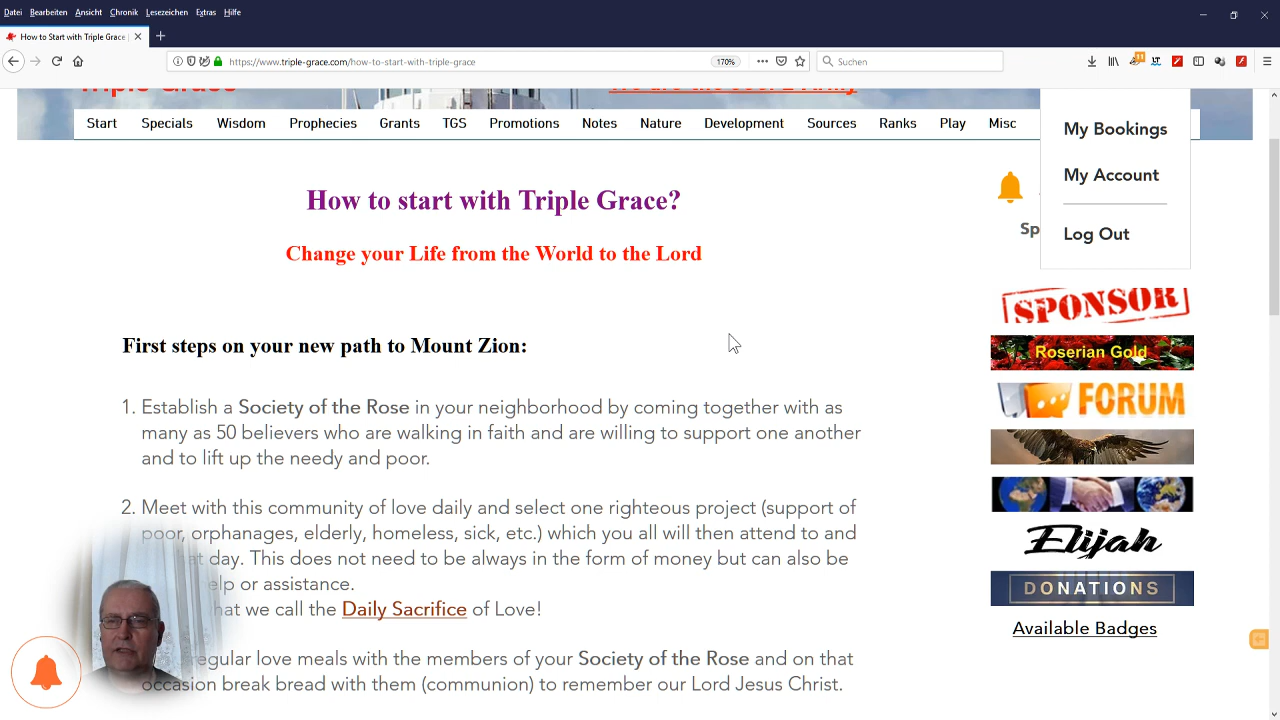 Datei Bearbeiten Ansicht Chronik Lesezeichen Extras Hilfe
How to Start with Triple Grace |
https://www.triple-grace.com/how-to-start-with-triple-grace
170%
Suchen
11
Triple Grace
Start Specials Wisdom Prophecies Grants TGS Promotions Notes Nature Development Sources Ranks Play Misc
My Bookings
My Account
Log Out
How to start with Triple Grace?
Change your Life from the World to the Lord
Sp
First steps on your new path to Mount Zion:
1. Establish a Society of the Rose in your neighborhood by coming together with as
many as 50 believers who are walking in faith and are willing to support one another
and to lift up the needy and poor.
2. Meet with this community of love daily and select one righteous project (support of
poor, orphanages, elderly, homeless, sick, etc.) which you all will then attend to and
at day. This does not need to be always in the form of money but can also be
elp or assistance.
hat we call the Daily Sacrifice of Love!
regular love meals with the members of your Society of the Rose and on that
occasion break bread with them (communion) to remember our Lord Jesus Christ.
SPONSOR
Roserian Gold
FORUM
Elijah
DONATIONS
Available Badges